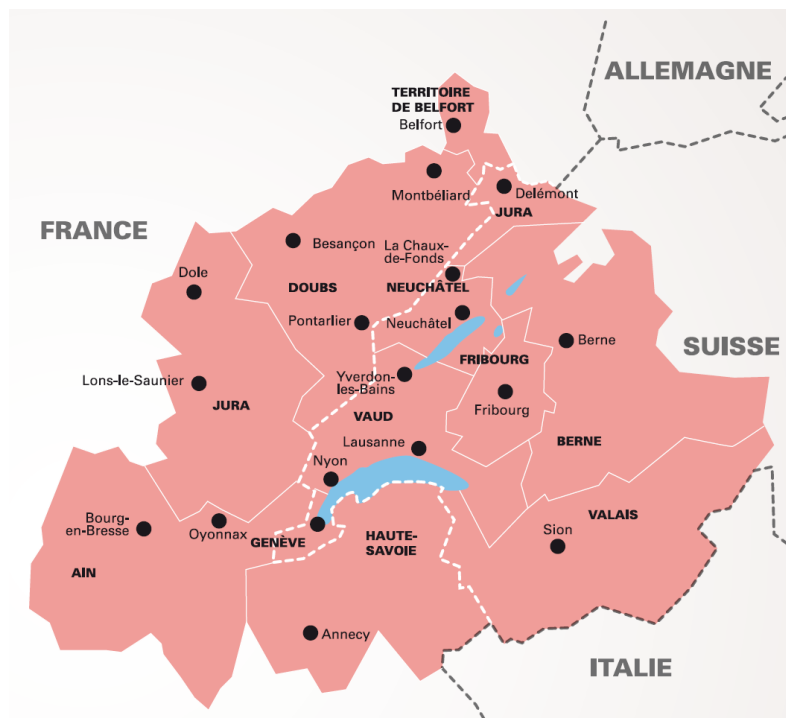 ALLEMAGNE
TERRITOIRE
DE BELFORT
Belfort
Montbéliard
Delémont
JURA
FRANCE
Besançon
La Chaux-
de-Fonds
Dole
DOUBS
NEUCHÂTEL
Pontarlier
Neuchâtel
Berne
SUISSE
FRIBOURG
Yverdon-
les-Bains
Lons-le-Saunier
JURA
VAUD
Fribourg
BERNE
Lausanne
Nyon
VALAIS
Bourg-
en-Bresse
Oyonnax
GENÈVE
HAUTE-
SAVOIE
Sion
AIN
Annecy
ITALIE